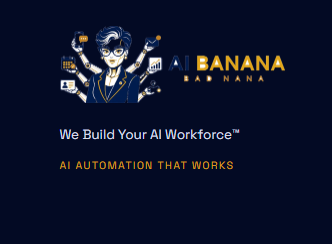 AI BANANA
BAD NANA
We Build Your AI Workforce™
AI AUTOMATION THAT WORKS